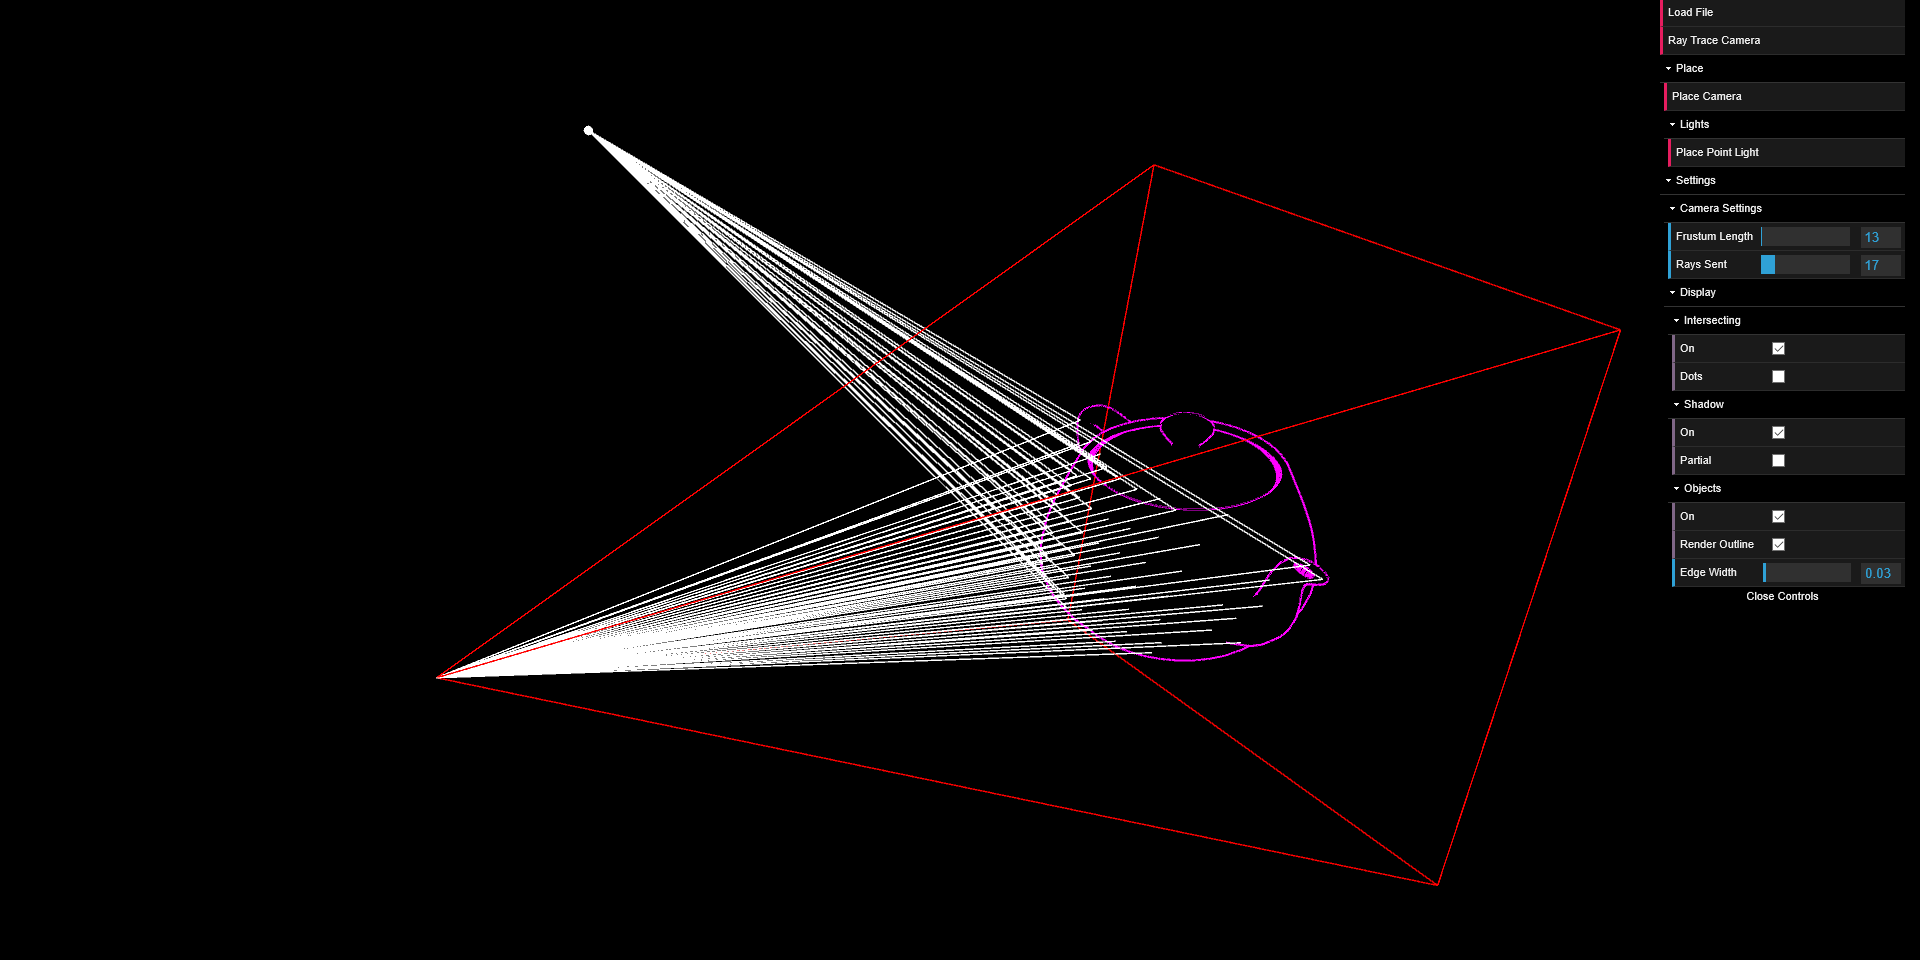 Load File
Ray Trace Camera
Place
Place Camera
Lights
Place Point Light
Settings
Camera Settings
Frustum Length 13
Rays Sent 17
Display
Intersecting
On
Dots
Shadow
On
Partial
Objects
On
Render Outline
Edge Width 0.03
Close Controls